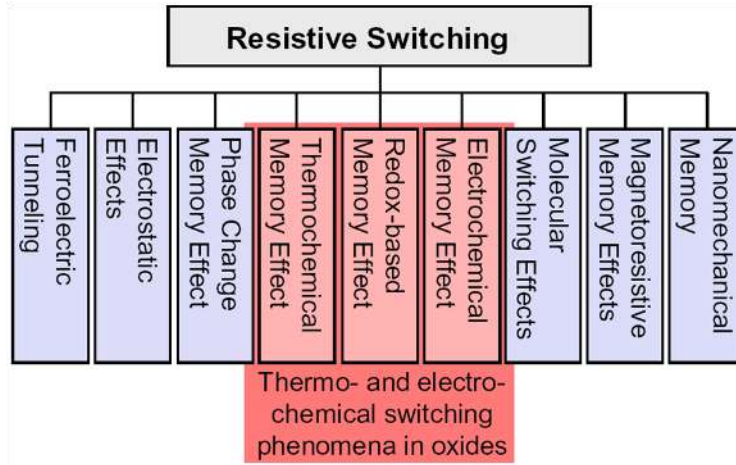 Resistive Switching
Ferroelectric
Tunneling
Electrostatic
Effects
Phase Change
Memory Effect
Thermochemical
Memory Effect
Redox-based
Memory Effect
Electrochemical
Memory Effect
Molecular
Switching Effects
Magnetoresistive
Memory Effects
Nanomechanical
Memory
Thermo- and electro-
chemical switching
phenomena in oxides